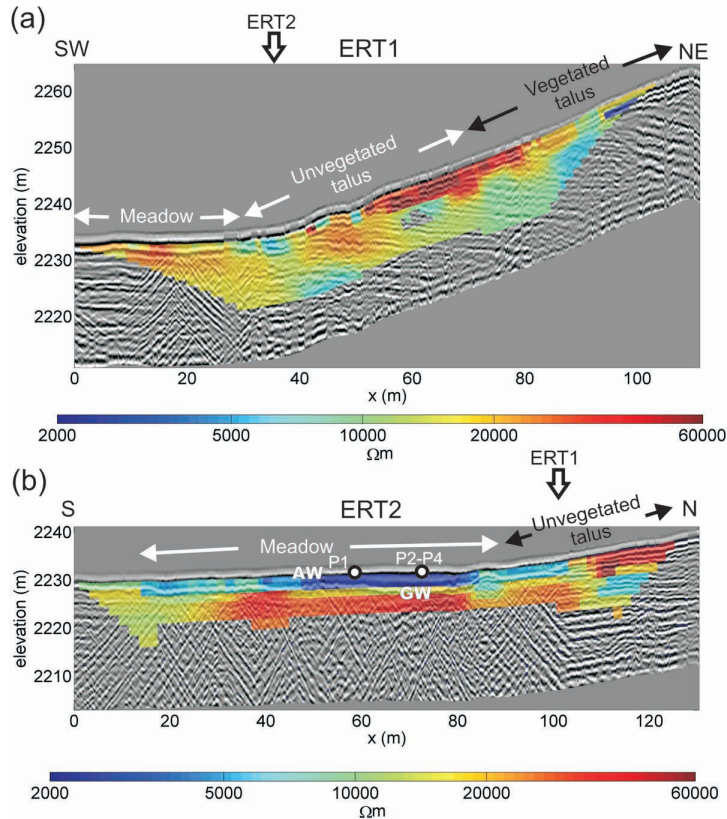 (a)
ERT2
SW
ERT1
NE
Vegetated
talus
Unvegetated
talus
Meadow
2260
2250
2240
2230
2220
elevation (m)
0
20
40
60
80
100
x (m)
2000
5000
10000
20000
60000
Ωm
(b)
ERT1
S
ERT2
N
Unvegetated
talus
Meadow
P1
P2-P4
AW
GW
2240
2230
2220
2210
elevation (m)
0
20
40
60
80
100
120
x (m)
2000
5000
10000
20000
60000
Ωm